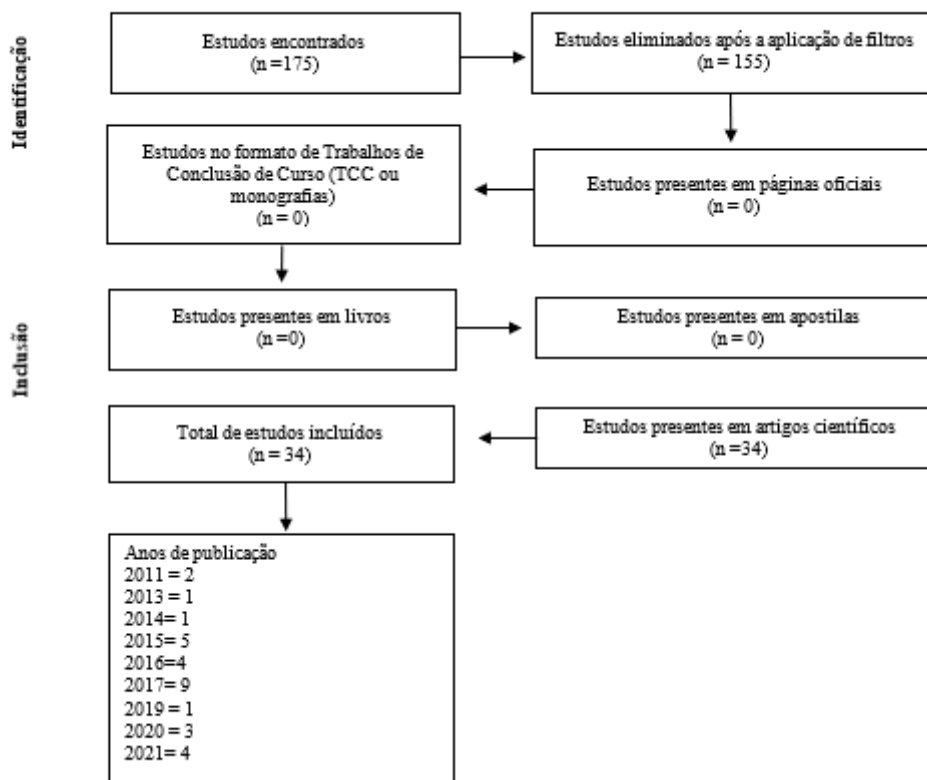 Identificação
Estudos encontrados
(n =175)
Estudos eliminados após a aplicação de filtros
(n = 155)
Estudos no formato de Trabalhos de
Conclusão de Curso (TCC ou
monografias)
(n = 0)
Estudos presentes em páginas oficiais
(n = 0)
Inclusão
Estudos presentes em livros
(n =0)
Estudos presentes em apostilas
(n = 0)
Total de estudos incluídos
(n = 34)
Estudos presentes em artigos científicos
(n =34)
Anos de publicação
2011 = 2
2013 = 1
2014 = 1
2015= 5
2016=4
2017= 9
2019 = 1
2020 = 3
2021= 4